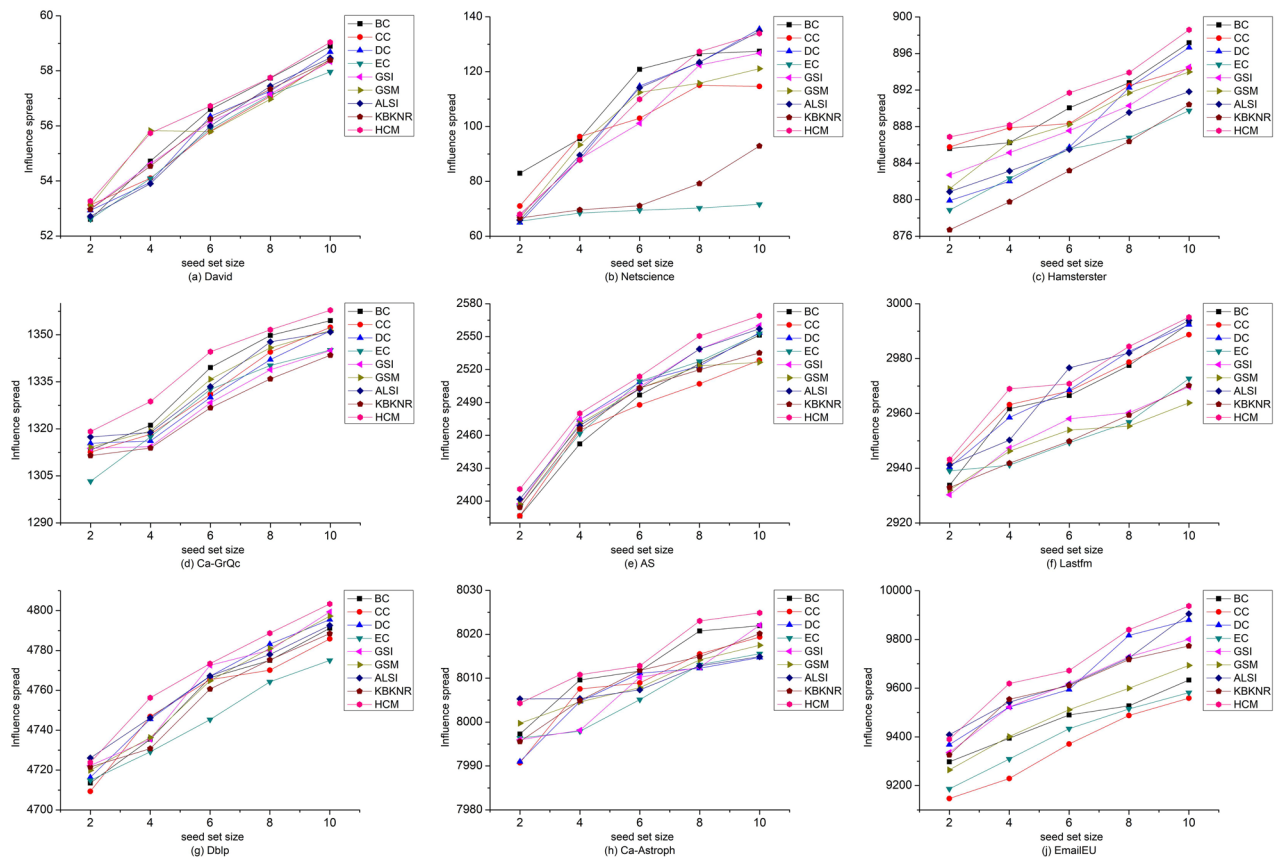 60
58
56
54
52
Influence spread
2 4 6 8 10
seed set size
(a) David
BC
CC
DC
EC
GSI
GSM
ALSI
KBKNR
HCM
140
120
100
80
60
Influence spread
2 4 6 8 10
seed set size
(b) Netscience
BC
CC
DC
EC
GSI
GSM
ALSI
KBKNR
HCM
900
896
892
888
884
880
876
Influence spread
2 4 6 8 10
seed set size
(c) Hamsterster
BC
CC
DC
EC
GSI
GSM
ALSI
KBKNR
HCM
1350
1335
1320
1305
1290
Influence spread
2 4 6 8 10
seed set size
(d) Ca-GrQc
BC
CC
DC
EC
GSI
GSM
ALSI
KBKNR
HCM
2580
2520
2460
2400
Influence spread
2 4 6 8 10
seed set size
(e) AS
BC
CC
DC
EC
GSI
GSM
ALSI
KBKNR
HCM
3000
2980
2960
2940
2920
Influence spread
2 4 6 8 10
seed set size
(f) Lastfm
BC
CC
DC
EC
GSI
GSM
ALSI
KBKNR
HCM
4800
4780
4760
4740
4720
4700
Influence spread
2 4 6 8 10
seed set size
(g) Dblp
BC
CC
DC
EC
GSI
GSM
ALSI
KBKNR
HCM
8030
8020
8010
8000
7990
7980
Influence spread
2 4 6 8 10
seed set size
(h) Ca-Astroph
BC
CC
DC
EC
GSI
GSM
ALSI
KBKNR
HCM
10000
9800
9600
9400
9200
Influence spread
2 4 6 8 10
seed set size
(j) EmailEU
BC
CC
DC
EC
GSI
GSM
ALSI
KBKNR
HCM